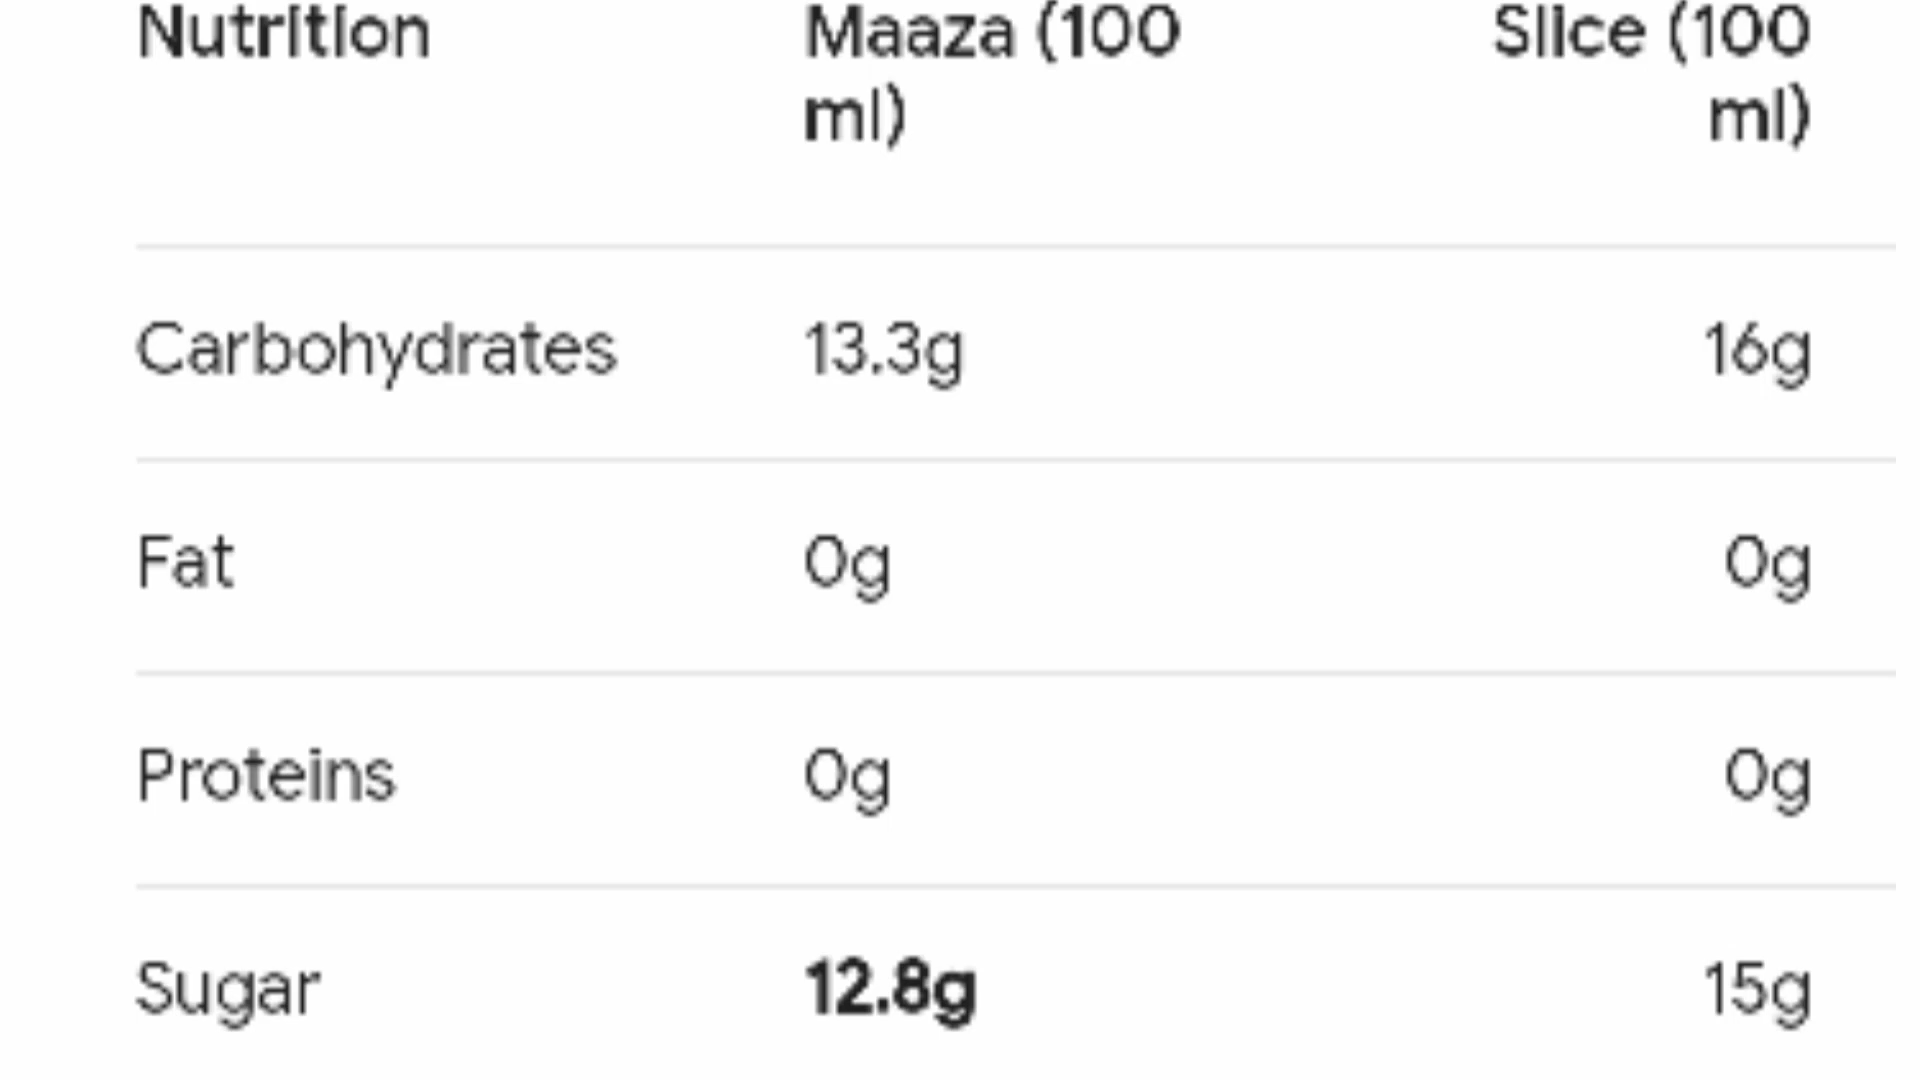 Nutrition Maaza (100 Slice (100
ml) ml)
Carbohydrates 13.3g 16g
Fat 0g 0g
Proteins 0g 0g
Sugar 12.8g 15g